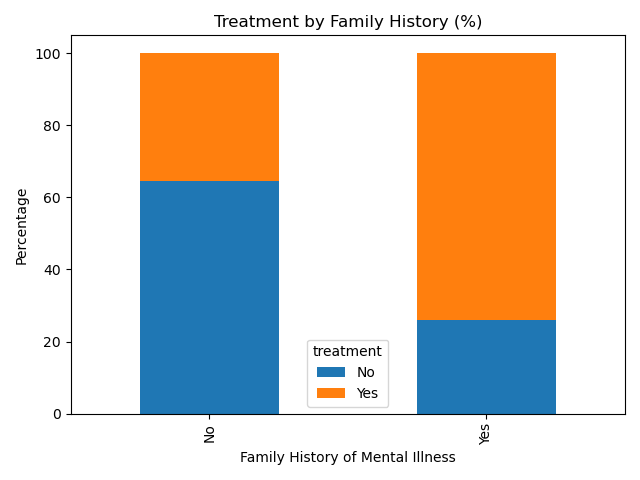 Treatment by Family History (%)
100
80
60
40
20
0
Percentage
treatment
No
Yes
No
Yes
Family History of Mental Illness